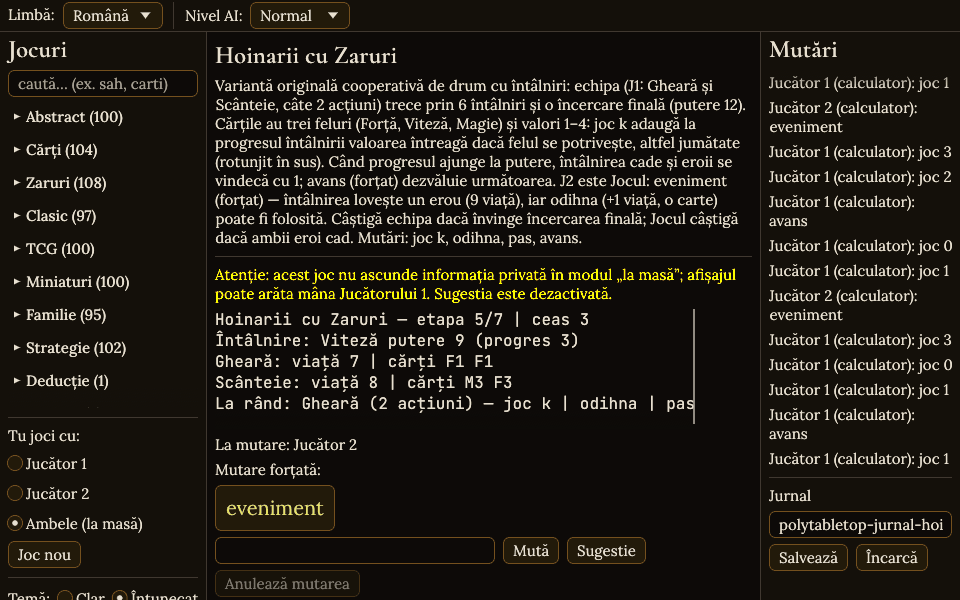 Limbă: Română ▼ Nivel AI: Normal ▼
Jocuri
caută... (ex. sah, carti)
▸ Abstract (100)
▸ Cărți (104)
▸ Zaruri (108)
▸ Clasic (97)
▸ TCG (100)
▸ Miniaturi (100)
▸ Familie (95)
▸ Strategie (102)
▸ Deducție (1)
Tu joci cu:
Jucător 1
Jucător 2
Ambele (la masă)
Joc nou
Temă: Clar Întunecat
Hoinarii cu Zaruri
Variantă originală cooperativă de drum cu întâlniri: echipa (J1: Gheară și
Scânteie, câte 2 acțiuni) trece prin 6 întâlniri și o încercare finală (putere 12).
Cărțile au trei feluri (Forță, Viteză, Magie) și valori 1–4: joc k adaugă la
progresul întâlnirii valoarea întreagă dacă felul se potrivește, altfel jumătate
(rotunjit în sus). Când progresul ajunge la putere, întâlnirea cade și eroii se
vindecă cu 1; avans (forțat) dezvăluie următoarea. J2 este Jocul: eveniment
(forțat) — întâlnirea lovește un erou (9 viață), iar odihna (+1 viață, o carte)
poate fi folosită. Câștigă echipa dacă învinge încercarea finală; Jocul câștigă
dacă ambii eroi cad. Mutări: joc k, odihna, pas, avans.
Atenție: acest joc nu ascunde informația privată în modul „la masă”; afișajul
poate arăta mâna Jucătorului 1. Sugestia este dezactivată.
Hoinarii cu Zaruri — etapa 5/7 | ceas 3
Întâlnire: Viteză putere 9 (progres 3)
Gheară: viață 7 | cărți F1 F1
Scânteie: viață 8 | cărți M3 F3
La rând: Gheară (2 acțiuni) — joc k | odihna | pas
La mutare: Jucător 2
Mutare forțată:
eveniment
Mută Sugestie
Anulează mutarea
Mutări
Jucător 1 (calculator): joc 1
Jucător 2 (calculator):
eveniment
Jucător 1 (calculator): joc 3
Jucător 1 (calculator): joc 2
Jucător 1 (calculator):
avans
Jucător 1 (calculator): joc 0
Jucător 1 (calculator): joc 1
Jucător 2 (calculator):
eveniment
Jucător 1 (calculator): joc 3
Jucător 1 (calculator): joc 0
Jucător 1 (calculator): joc 1
Jucător 1 (calculator):
avans
Jucător 1 (calculator): joc 1
Jurnal
polytabletop-jurnal-hoi
Salvează Încarcă